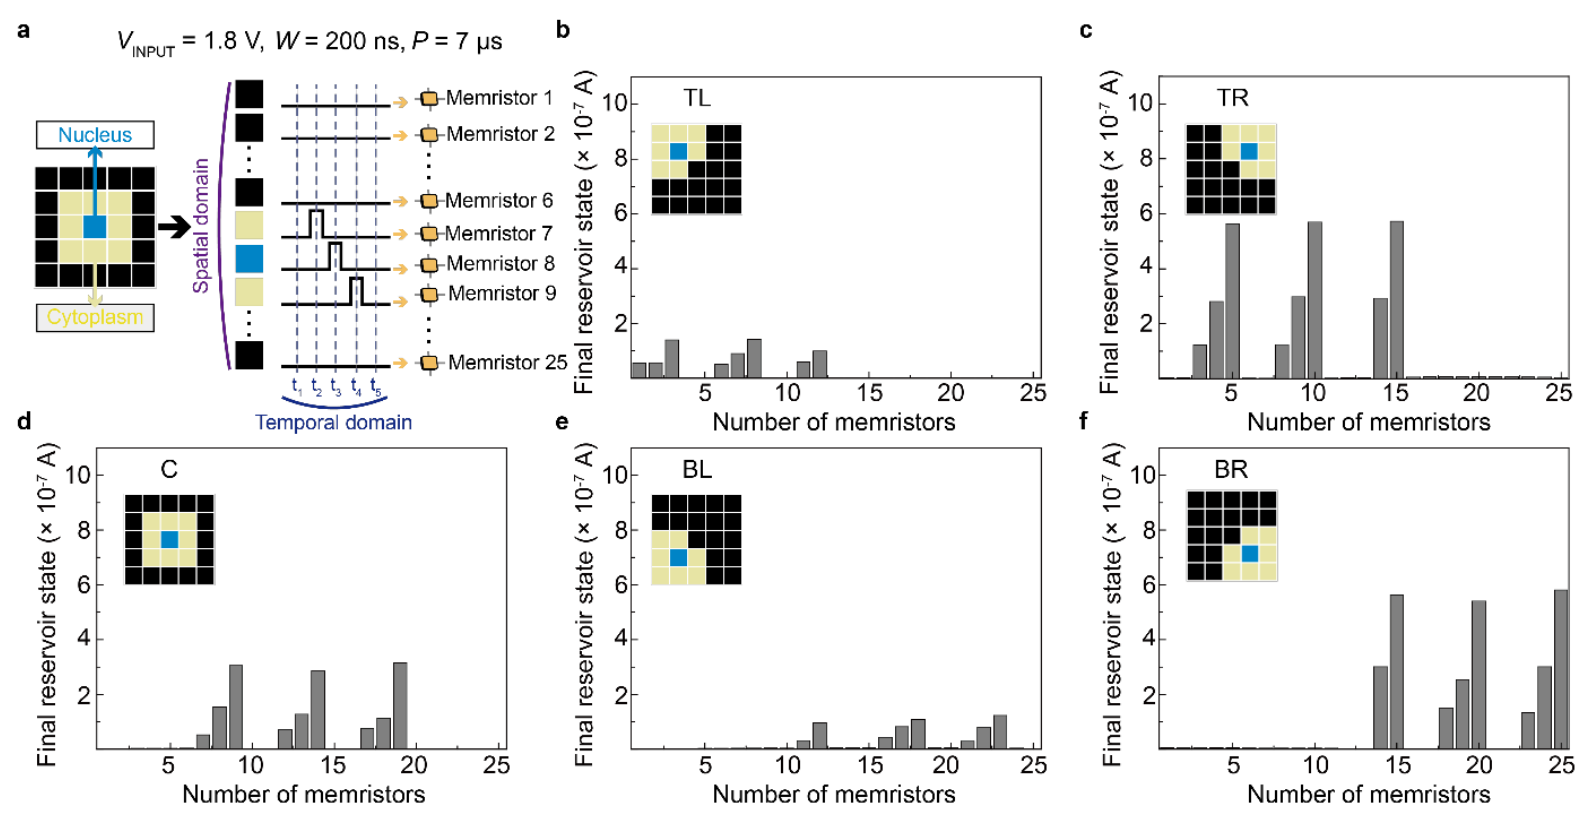 a
V_INPUT = 1.8 V, W = 200 ns, P = 7 µs
Nucleus
Cytoplasm
Spatial domain
Memristor 1
Memristor 2
Memristor 6
Memristor 7
Memristor 8
Memristor 9
Memristor 25
t1 t2 t3 t4 t5
Temporal domain
b
TL
Final reservoir state (× 10⁻⁷ A)
10
8
6
4
2
5 10 15 20 25
Number of memristors
c
TR
Final reservoir state (× 10⁻⁷ A)
10
8
6
4
2
5 10 15 20 25
Number of memristors
d
C
Final reservoir state (× 10⁻⁷ A)
10
8
6
4
2
5 10 15 20 25
Number of memristors
e
BL
Final reservoir state (× 10⁻⁷ A)
10
8
6
4
2
5 10 15 20 25
Number of memristors
f
BR
Final reservoir state (× 10⁻⁷ A)
10
8
6
4
2
5 10 15 20 25
Number of memristors